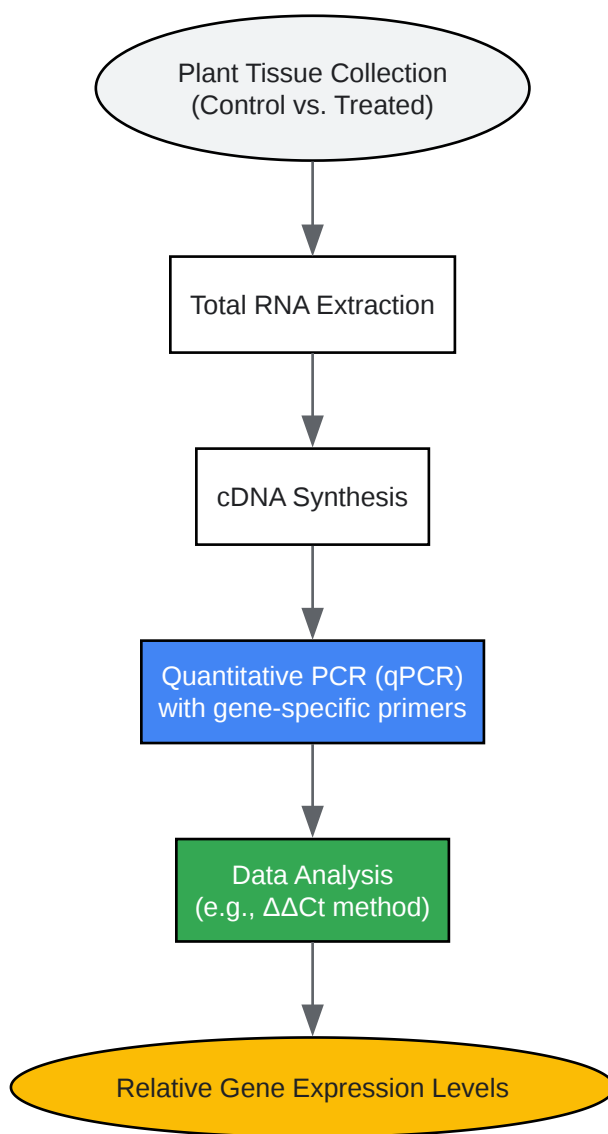 Plant Tissue Collection
(Control vs. Treated)
Total RNA Extraction
cDNA Synthesis
Quantitative PCR (qPCR)
with gene-specific primers
Data Analysis
(e.g., ΔΔCt method)
Relative Gene Expression Levels